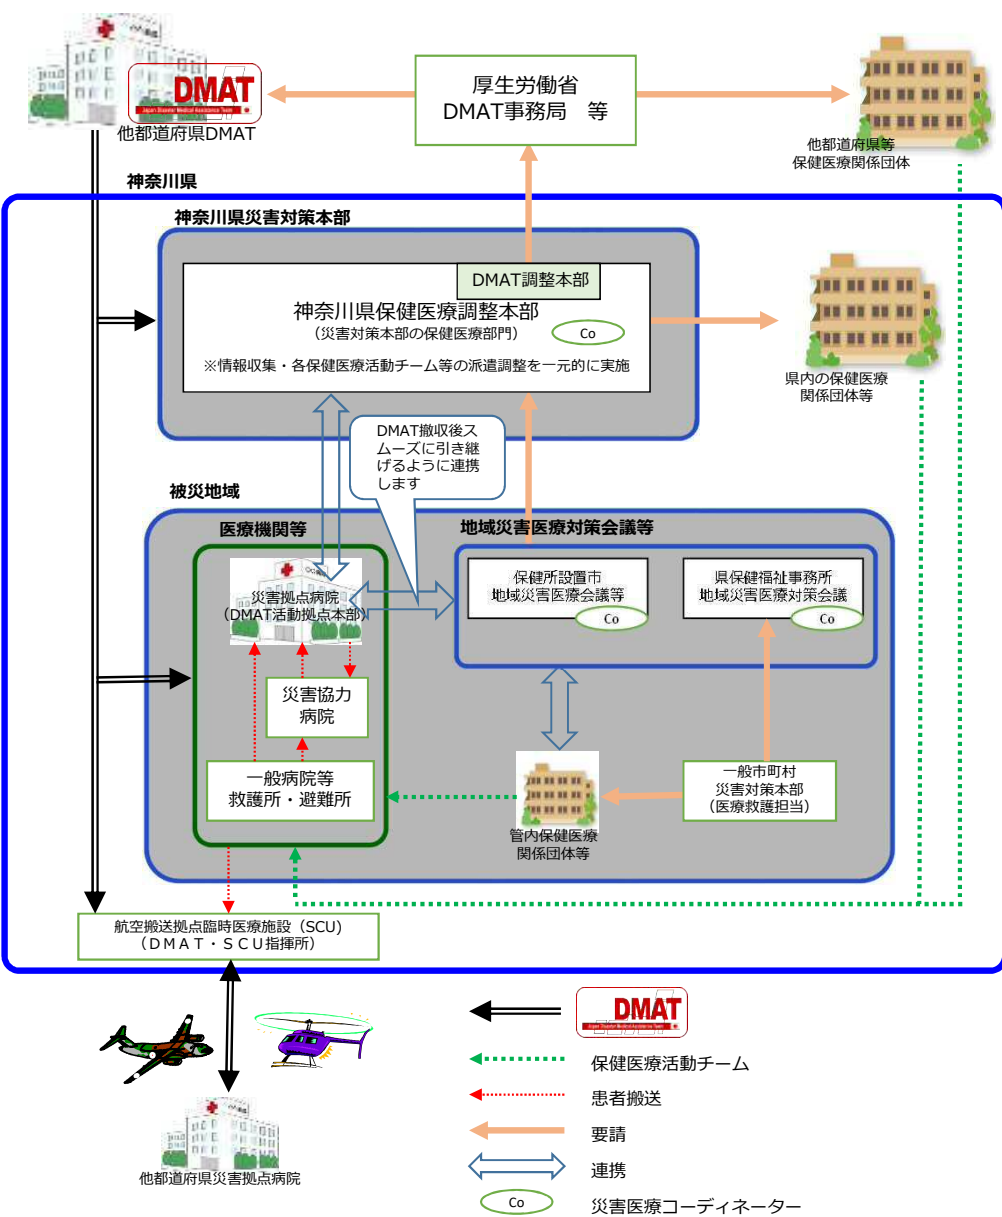 DMAT
Japan Disaster Medical Assistance Team
他都道府県DMAT
厚生労働省
DMAT事務局　等
他都道府県等
保健医療関係団体
神奈川県
神奈川県災害対策本部
DMAT調整本部
神奈川県保健医療調整本部
（災害対策本部の保健医療部門）
Co
※情報収集・各保健医療活動チーム等の派遣調整を一元的に実施
県内の保健医療
関係団体等
DMAT撤収後ス
ムーズに引き継
げるように連携
します
被災地域
医療機関等
地域災害医療対策会議等
災害拠点病院
（DMAT活動拠点本部）
保健所設置市
地域災害医療会議等
Co
県保健福祉事務所
地域災害医療対策会議
Co
災害協力
病院
一般病院等
救護所・避難所
管内保健医療
関係団体等
一般市町村
災害対策本部
（医療救護担当）
航空搬送拠点臨時医療施設（SCU）
（ＤＭＡＴ・ＳＣＵ指揮所）
他都道府県災害拠点病院
DMAT
Japan Disaster Medical Assistance Team
保健医療活動チーム
患者搬送
要請
連携
Co
災害医療コーディネーター